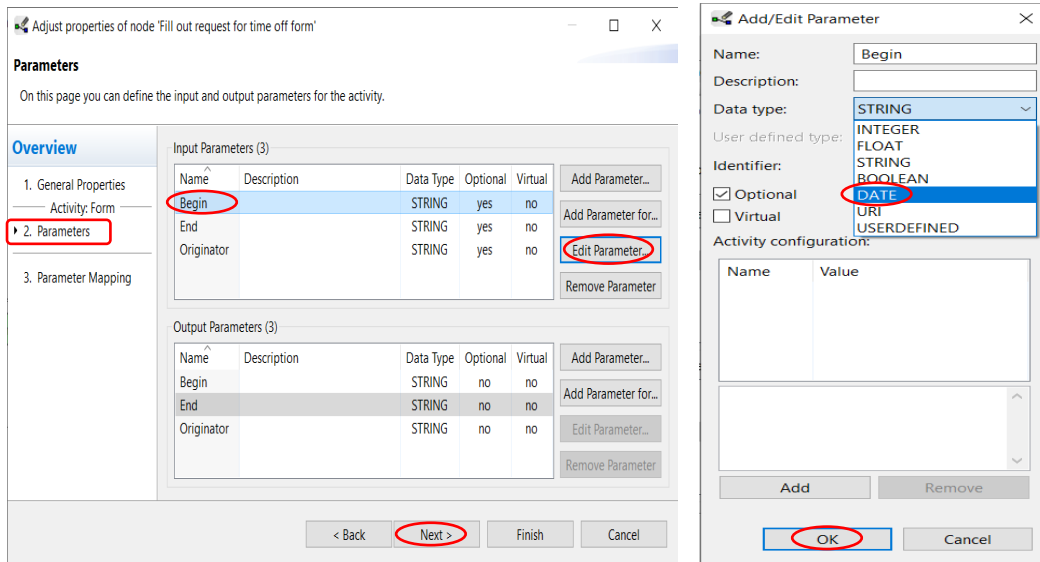 Adjust properties of node 'Fill out request for time off form'
Parameters
On this page you can define the input and output parameters for the activity.
Overview
1. General Properties
Activity: Form
2. Parameters
3. Parameter Mapping
Input Parameters (3)
Name Description Data Type Optional Virtual
Begin STRING yes no
End STRING yes no
Originator STRING yes no
Add Parameter...
Add Parameter for...
Edit Parameter...
Remove Parameter
Output Parameters (3)
Name Description Data Type Optional Virtual
Begin STRING no no
End STRING no no
Originator STRING no no
Add Parameter...
Add Parameter for...
Edit Parameter...
Remove Parameter
< Back Next > Finish Cancel
Add/Edit Parameter
Name: Begin
Description:
Data type: STRING
User defined type:
Identifier:
Optional
Virtual
INTEGER
FLOAT
STRING
BOOLEAN
DATE
URI
USERDEFINED
Activity configuration:
Name Value
Add Remove
OK Cancel